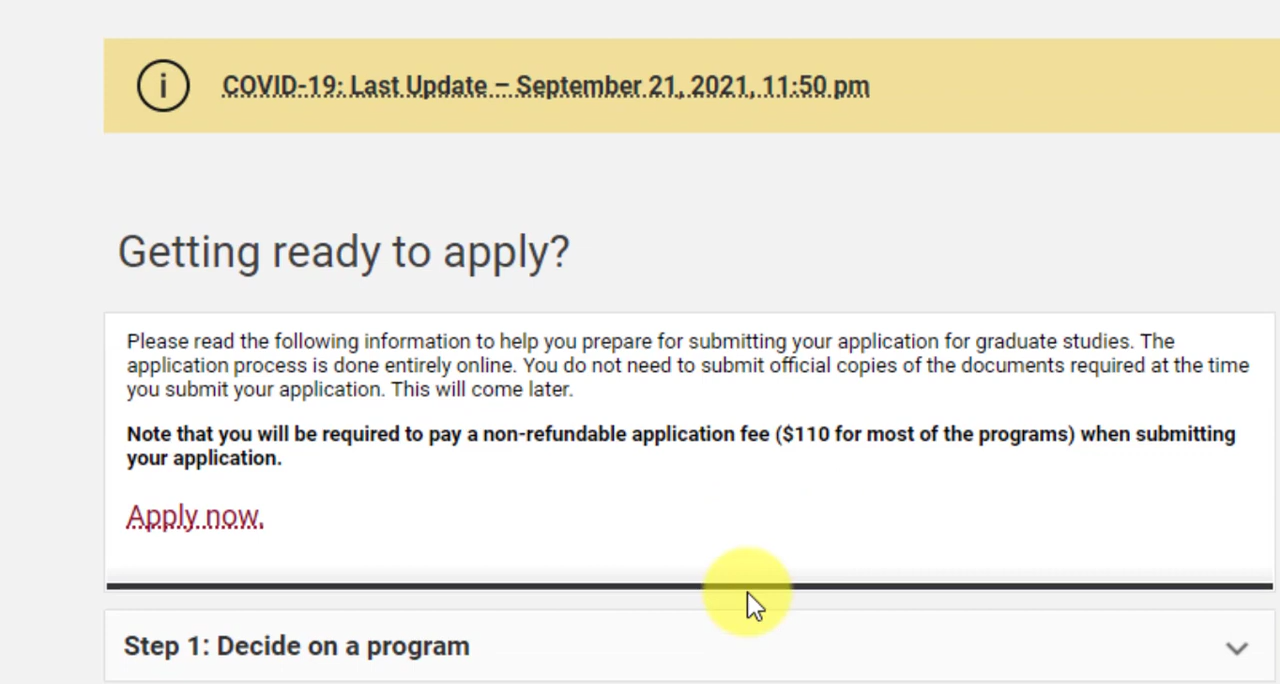 i
COVID-19: Last Update – September 21, 2021, 11:50 pm
Getting ready to apply?
Please read the following information to help you prepare for submitting your application for graduate studies. The
application process is done entirely online. You do not need to submit official copies of the documents required at the time
you submit your application. This will come later.
Note that you will be required to pay a non-refundable application fee ($110 for most of the programs) when submitting
your application.
Apply now.
Step 1: Decide on a program